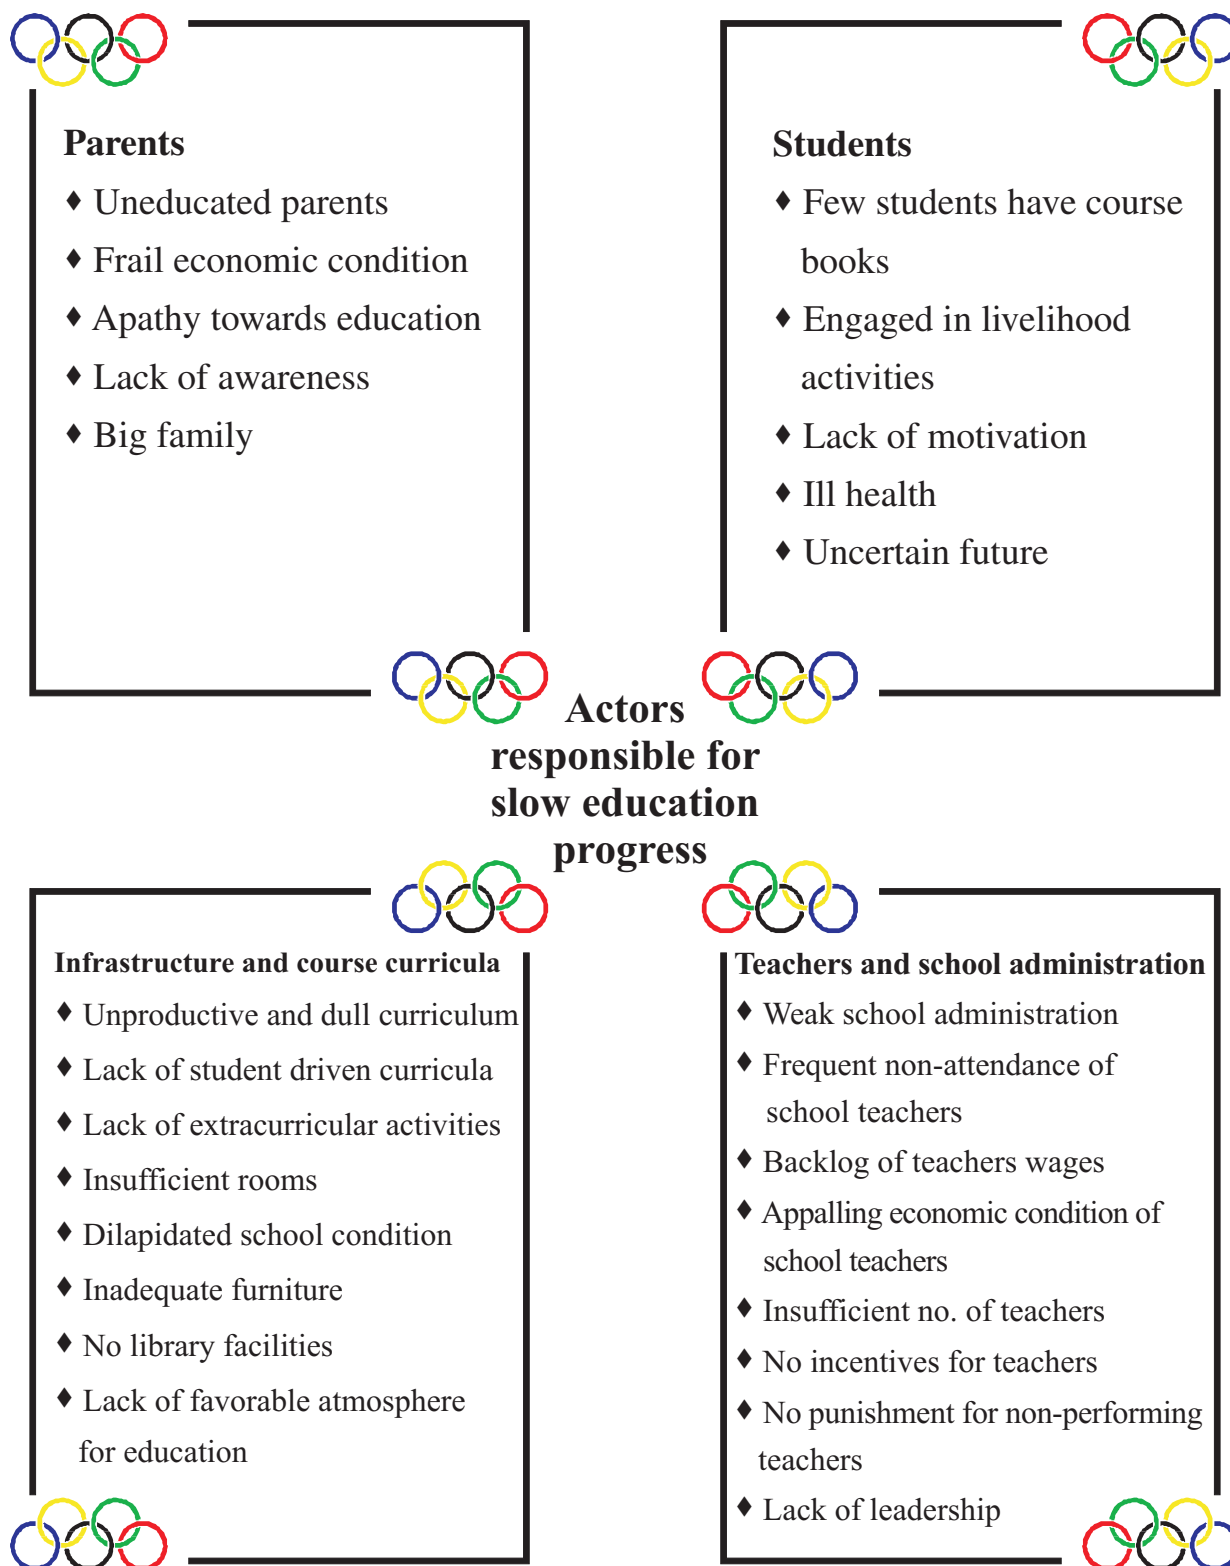 Parents
♦ Uneducated parents
♦ Frail economic condition
♦ Apathy towards education
♦ Lack of awareness
♦ Big family
Students
♦ Few students have course
books
♦ Engaged in livelihood
activities
♦ Lack of motivation
♦ Ill health
♦ Uncertain future
Actors
responsible for
slow education
progress
Infrastructure and course curricula
♦ Unproductive and dull curriculum
♦ Lack of student driven curricula
♦ Lack of extracurricular activities
♦ Insufficient rooms
♦ Dilapidated school condition
♦ Inadequate furniture
♦ No library facilities
♦ Lack of favorable atmosphere
for education
Teachers and school administration
♦ Weak school administration
♦ Frequent non-attendance of
school teachers
♦ Backlog of teachers wages
♦ Appalling economic condition of
school teachers
♦ Insufficient no. of teachers
♦ No incentives for teachers
♦ No punishment for non-performing
teachers
♦ Lack of leadership